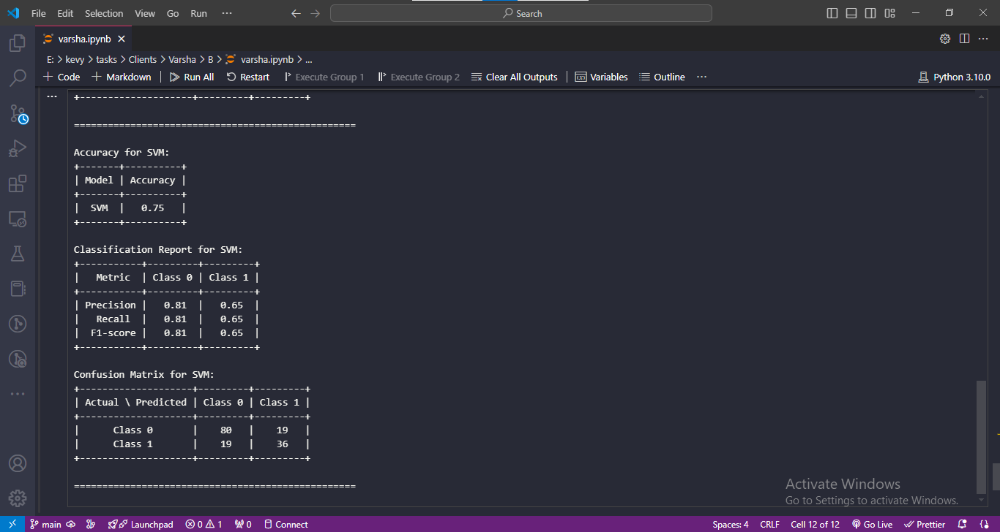 File Edit Selection View Go Run ··· Search
varsha.ipynb
E: > kevy > tasks > Clients > Varsha > B > varsha.ipynb > ...
+ Code + Markdown | Run All Restart Execute Group 1 Execute Group 2 Clear All Outputs | Variables Outline ··· Python 3.10.0
+--------------------+---------+---------+
==================================================
Accuracy for SVM:
+-------+----------+
| Model | Accuracy |
+-------+----------+
|  SVM  |   0.75   |
+-------+----------+
Classification Report for SVM:
+-----------+---------+---------+
|   Metric  | Class 0 | Class 1 |
+-----------+---------+---------+
| Precision |   0.81  |   0.65  |
|   Recall  |   0.81  |   0.65  |
|  F1-score |   0.81  |   0.65  |
+-----------+---------+---------+
Confusion Matrix for SVM:
+--------------------+---------+---------+
| Actual \ Predicted | Class 0 | Class 1 |
+--------------------+---------+---------+
|      Class 0       |    80   |    19   |
|      Class 1       |    19   |    36   |
+--------------------+---------+---------+
==================================================
Activate Windows
Go to Settings to activate Windows.
main Launchpad 0 1 0 Connect Spaces: 4 CRLF Cell 12 of 12 Go Live Prettier